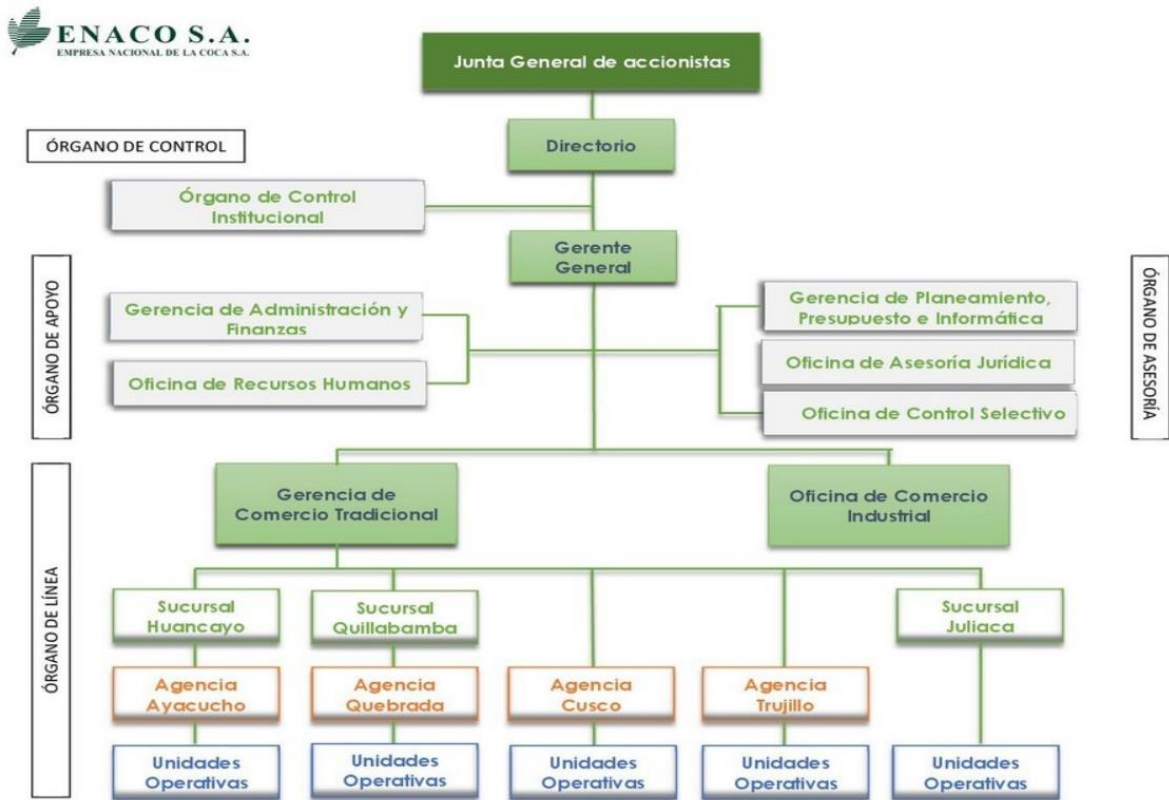 ENACO S.A.
EMPRESA NACIONAL DE LA COCA S.A.
Junta General de accionistas
ÓRGANO DE CONTROL
Directorio
Órgano de Control
Institucional
Gerente
General
ÓRGANO DE APOYO
Gerencia de Administración y
Finanzas
Oficina de Recursos Humanos
Gerencia de Planeamiento,
Presupuesto e Informática
Oficina de Asesoría Jurídica
Oficina de Control Selectivo
ÓRGANO DE ASESORÍA
ÓRGANO DE LÍNEA
Gerencia de
Comercio Tradicional
Oficina de Comercio
Industrial
Sucursal
Huancayo
Sucursal
Quillabamba
Sucursal
Juliaca
Agencia
Ayacucho
Agencia
Quebrada
Agencia
Cusco
Agencia
Trujillo
Unidades
Operativas
Unidades
Operativas
Unidades
Operativas
Unidades
Operativas
Unidades
Operativas